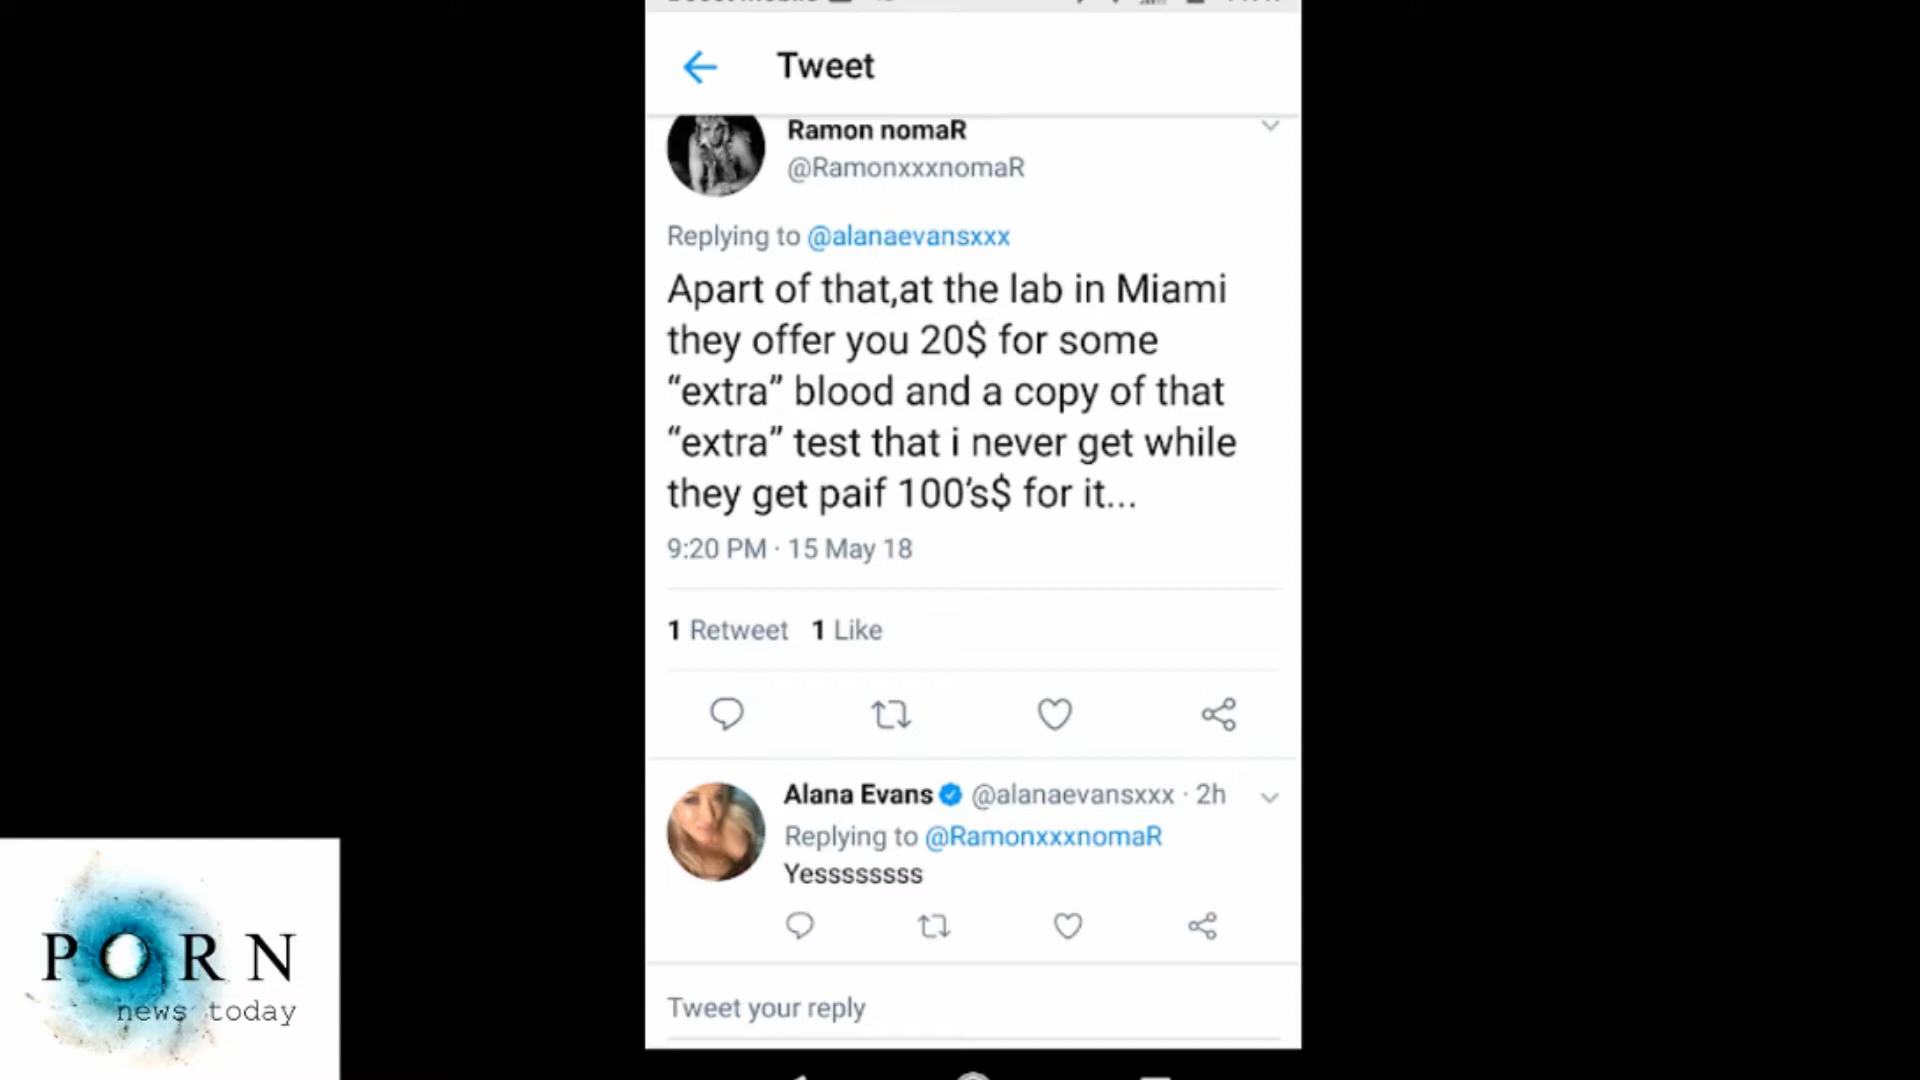 Tweet
Ramon nomaR
@RamonxxxnomaR
Replying to @alanaevansxxx
Apart of that,at the lab in Miami
they offer you 20$ for some
“extra” blood and a copy of that
“extra” test that i never get while
they get paif 100’s$ for it...
9:20 PM · 15 May 18
1 Retweet 1 Like
Alana Evans @alanaevansxxx · 2h
Replying to @RamonxxxnomaR
Yesssssssss
Tweet your reply
PORN
news today